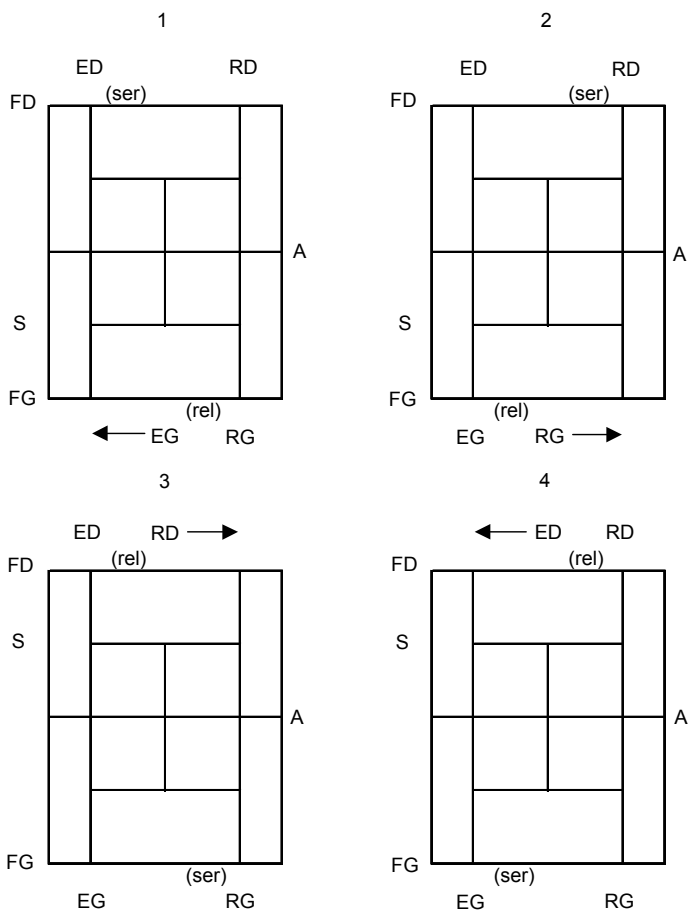 1 2
ED RD ED RD
(ser) (ser)
FD FD
A A
S S
FG FG
(rel) (rel)
EG RG EG RG
3 4
ED RD ED RD
(rel) (rel)
FD FD
S S
A A
FG FG
(ser) (ser)
EG RG EG RG